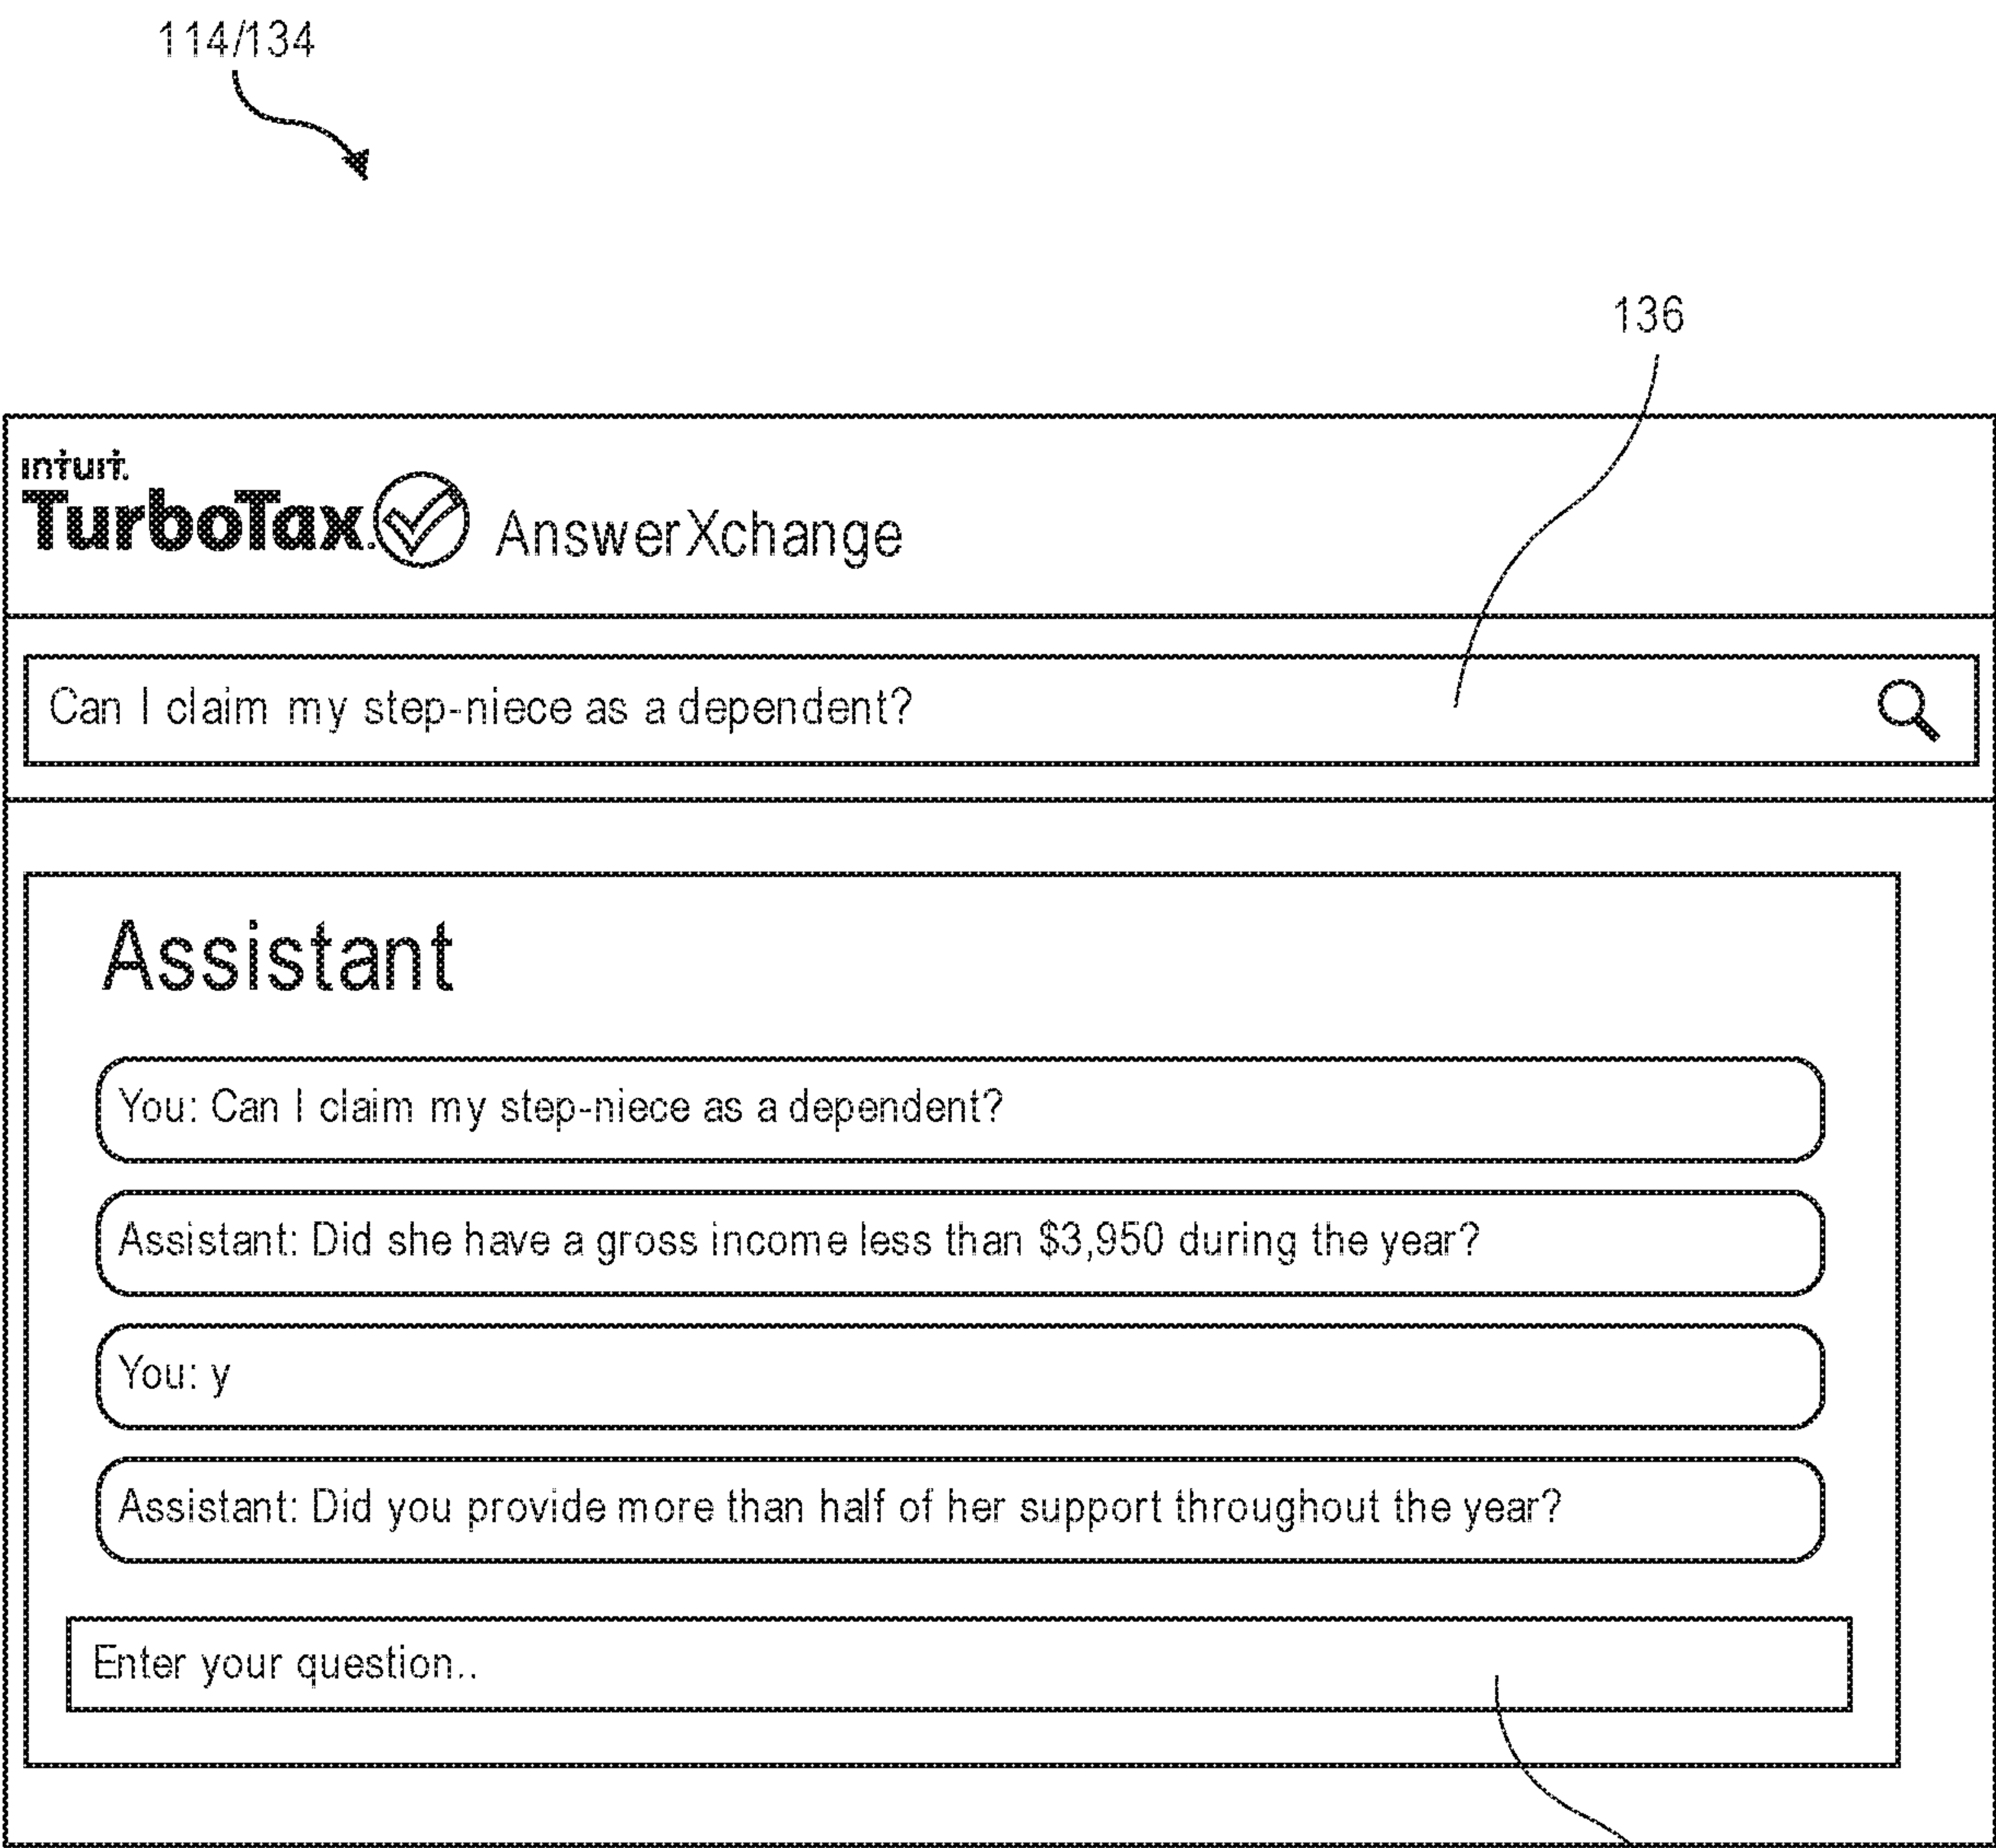 114/134
136
intuit.
TurboTax. AnswerXchange
Can I claim my step-niece as a dependent?
Assistant
You: Can I claim my step-niece as a dependent?
Assistant: Did she have a gross income less than $3,950 during the year?
You: y
Assistant: Did you provide more than half of her support throughout the year?
Enter your question..